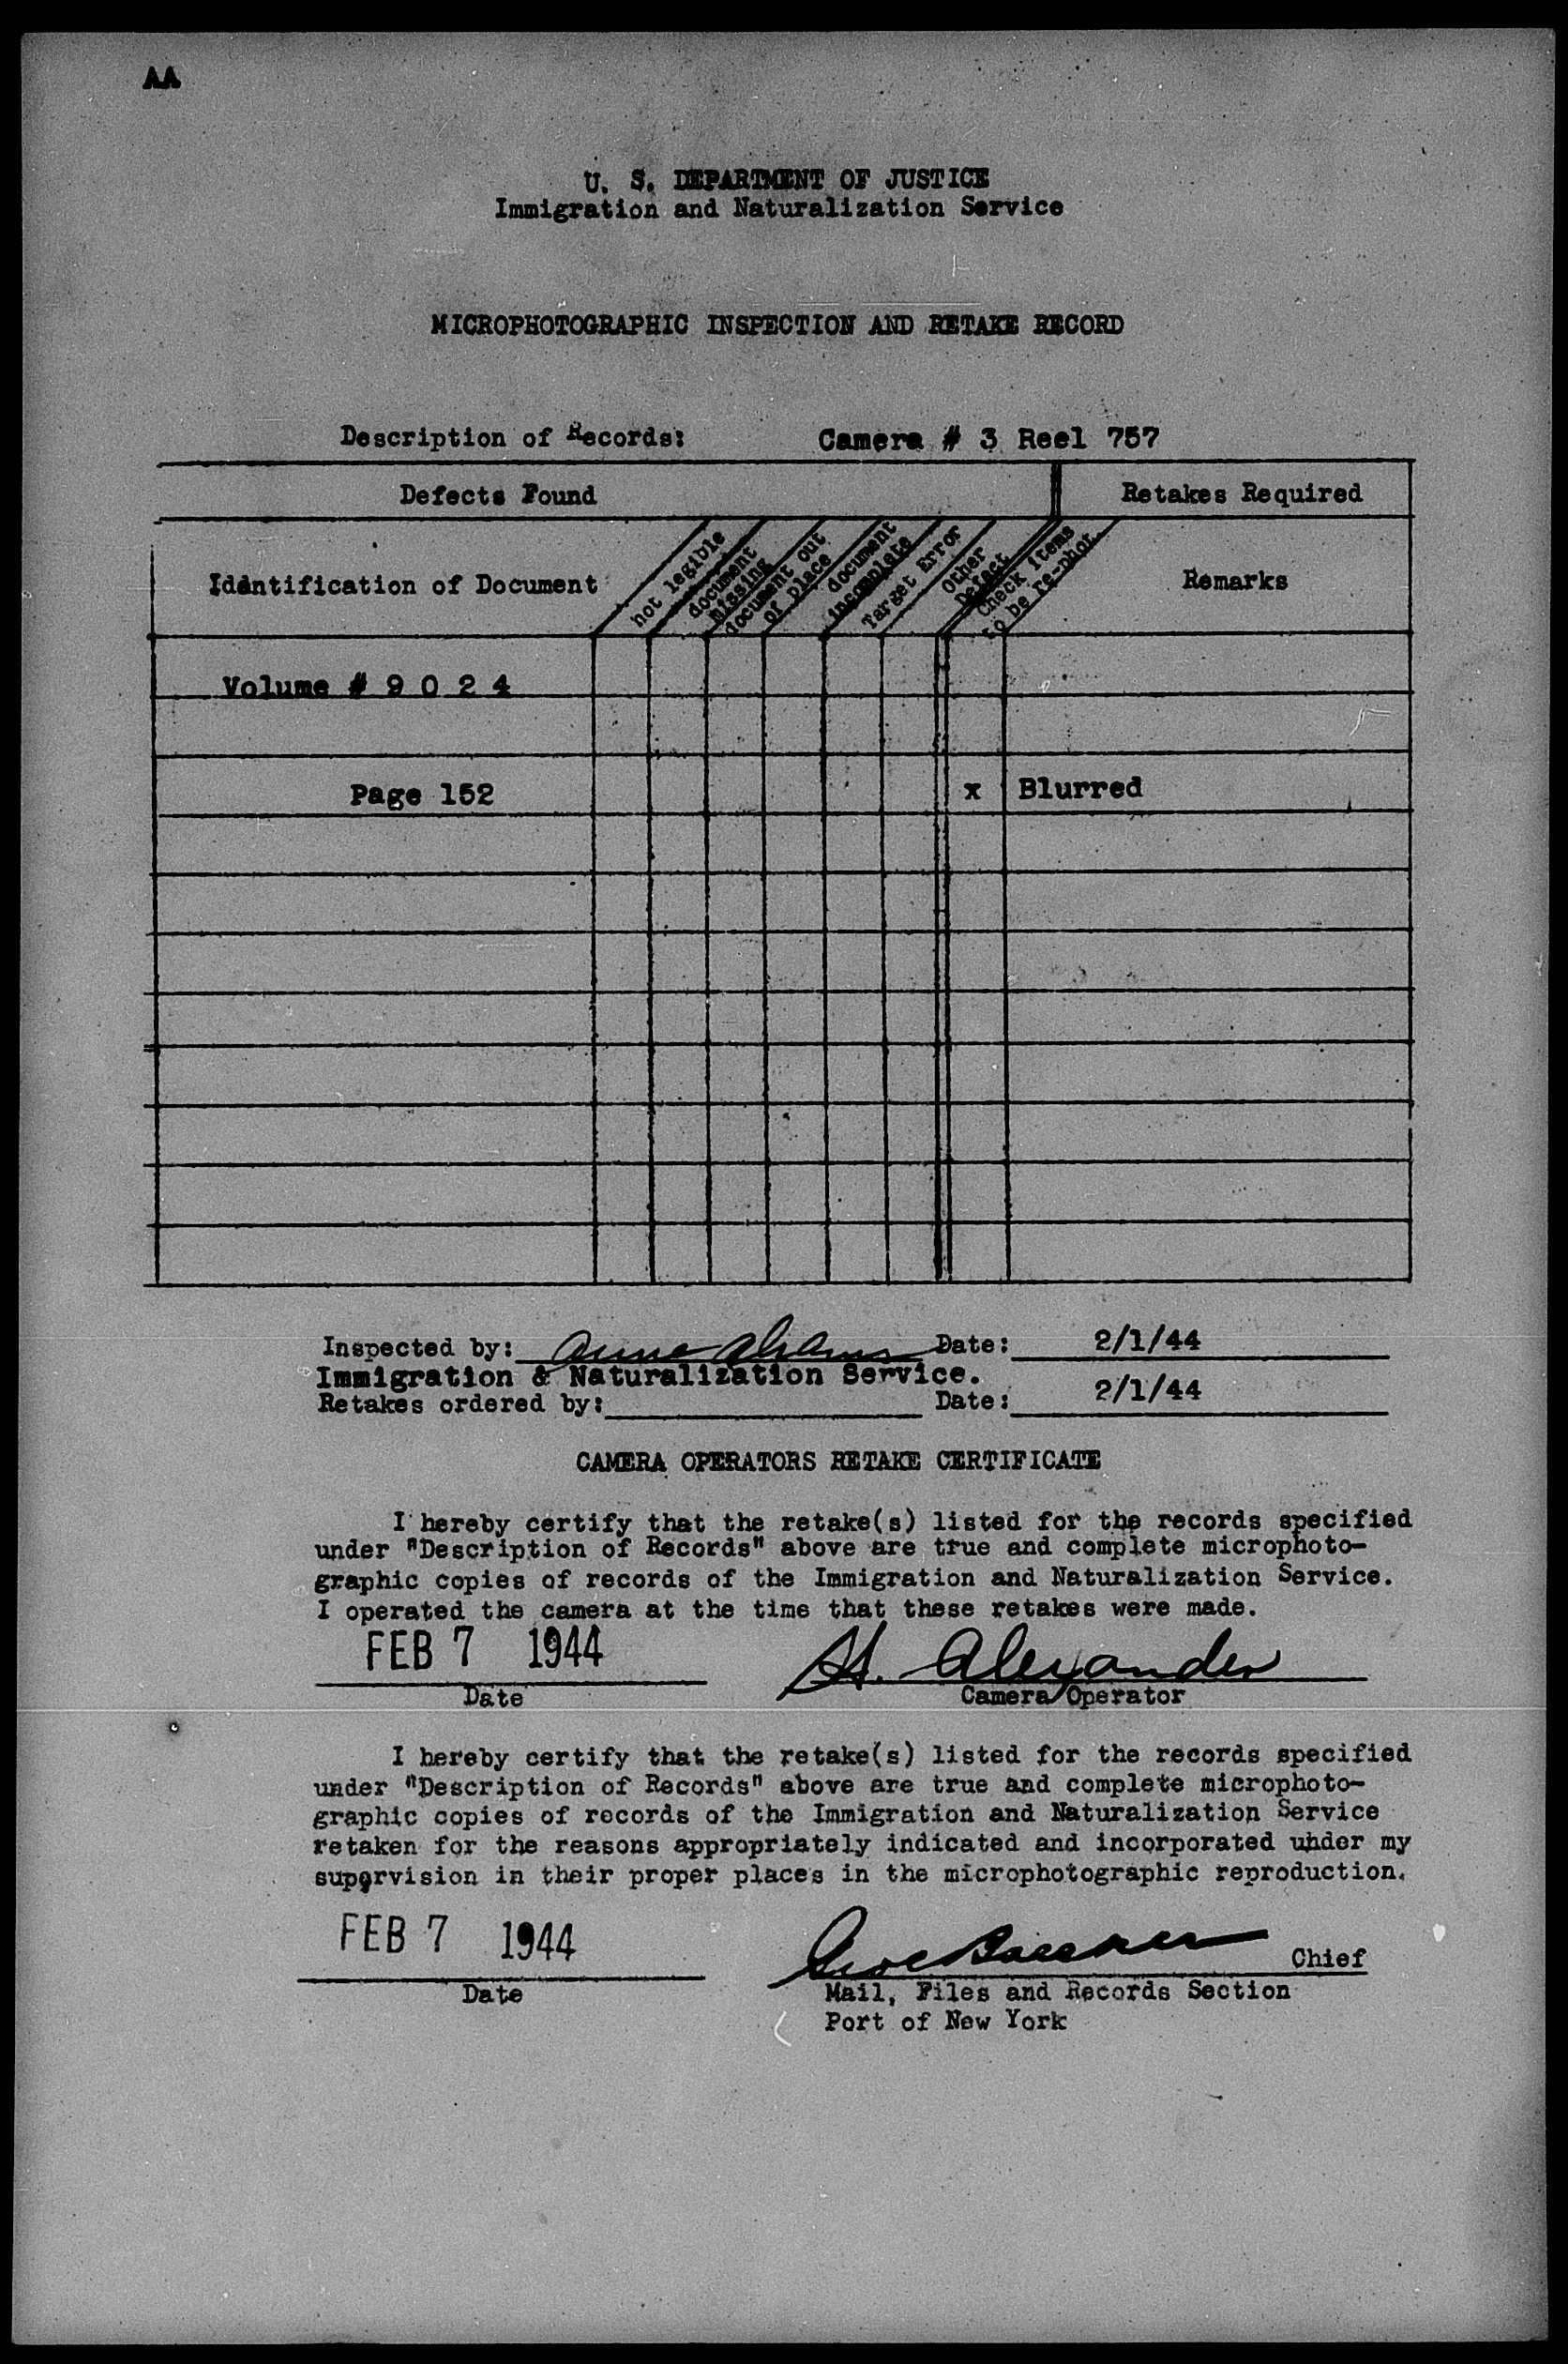 AA
U. S. DEPARTMENT OF JUSTICE
Immigration and Naturalization Service
MICROPHOTOGRAPHIC INSPECTION AND RETAKE RECORD
Description of Records: Camera # 3 Reel 757
Defects Found Retakes Required
Identification of Document
not legible
document missing
document out of place
document incomplete
Target Error
Other Defect
Check items to be re-phot.
Remarks
Volume # 9 0 2 4
Page 152 x Blurred
Inspected by: Anne Abrams Date: 2/1/44
Immigration & Naturalization Service.
Retakes ordered by: Date: 2/1/44
CAMERA OPERATORS RETAKE CERTIFICATE
I hereby certify that the retake(s) listed for the records specified
under "Description of Records" above are true and complete microphoto-
graphic copies of records of the Immigration and Naturalization Service.
I operated the camera at the time that these retakes were made.
FEB 7 1944 H. Alexander
Date Camera Operator
I hereby certify that the retake(s) listed for the records specified
under "Description of Records" above are true and complete microphoto-
graphic copies of records of the Immigration and Naturalization Service
retaken for the reasons appropriately indicated and incorporated under my
supervision in their proper places in the microphotographic reproduction.
FEB 7 1944 Chief
Date Mail, Files and Records Section
Port of New York